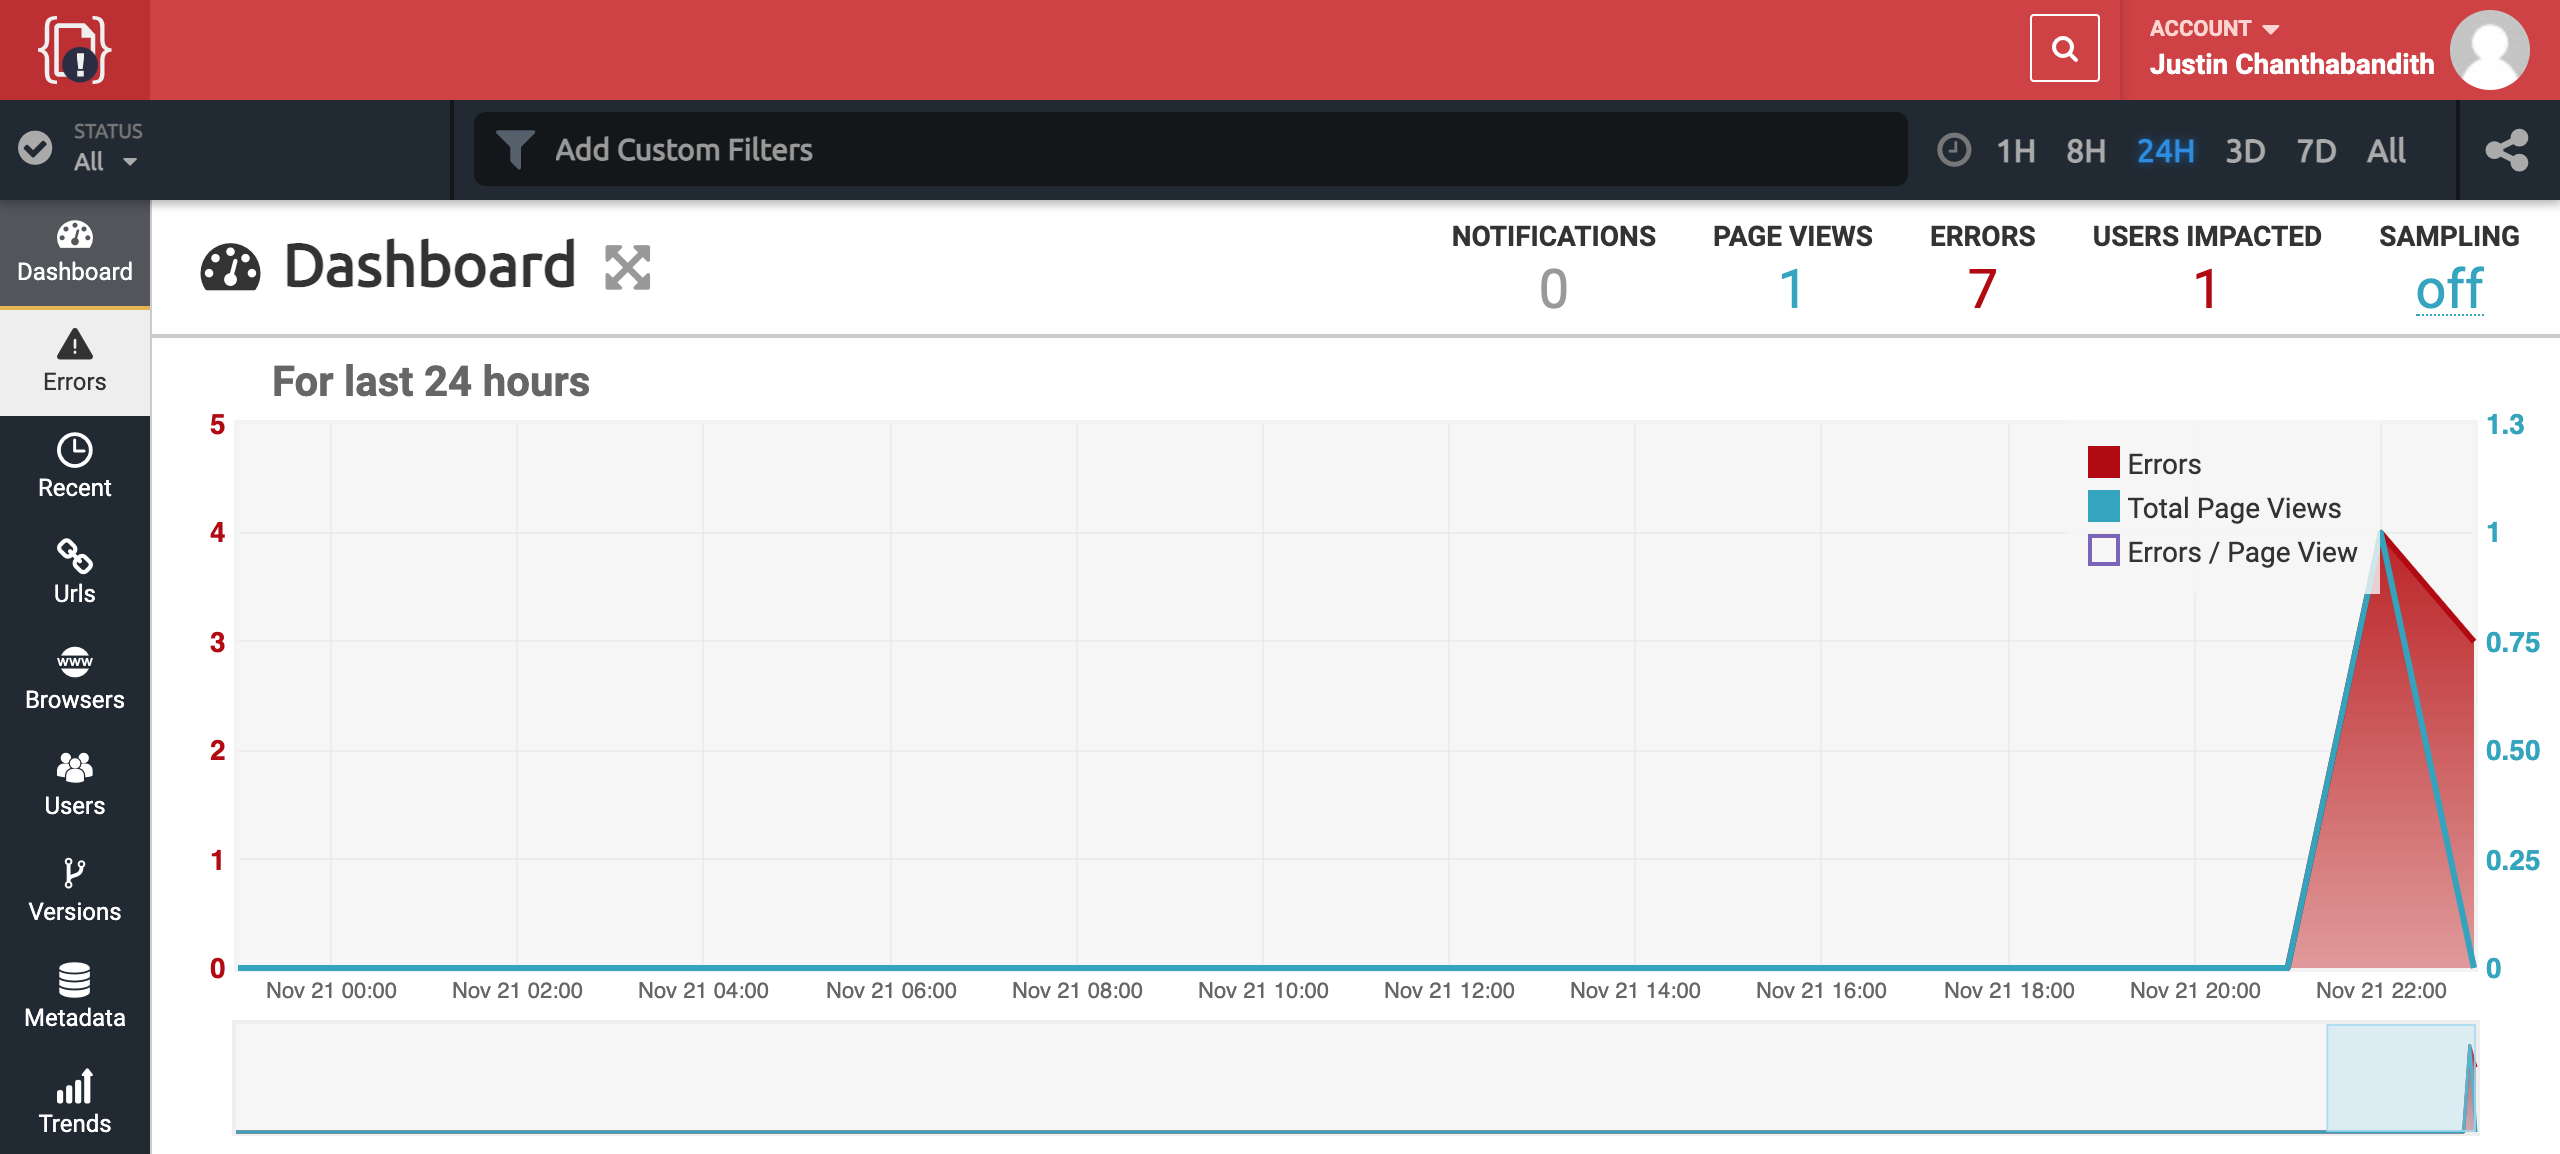 ACCOUNT
Justin Chanthabandith
STATUS
All
Add Custom Filters
1H 8H 24H 3D 7D All
Dashboard
Errors
Recent
Urls
www
Browsers
Users
Versions
Metadata
Trends
Dashboard
NOTIFICATIONS
0
PAGE VIEWS
1
ERRORS
7
USERS IMPACTED
1
SAMPLING
off
For last 24 hours
5
4
3
2
1
0
1.3
1
0.75
0.50
0.25
0
Errors
Total Page Views
Errors / Page View
Nov 21 00:00 Nov 21 02:00 Nov 21 04:00 Nov 21 06:00 Nov 21 08:00 Nov 21 10:00 Nov 21 12:00 Nov 21 14:00 Nov 21 16:00 Nov 21 18:00 Nov 21 20:00 Nov 21 22:00